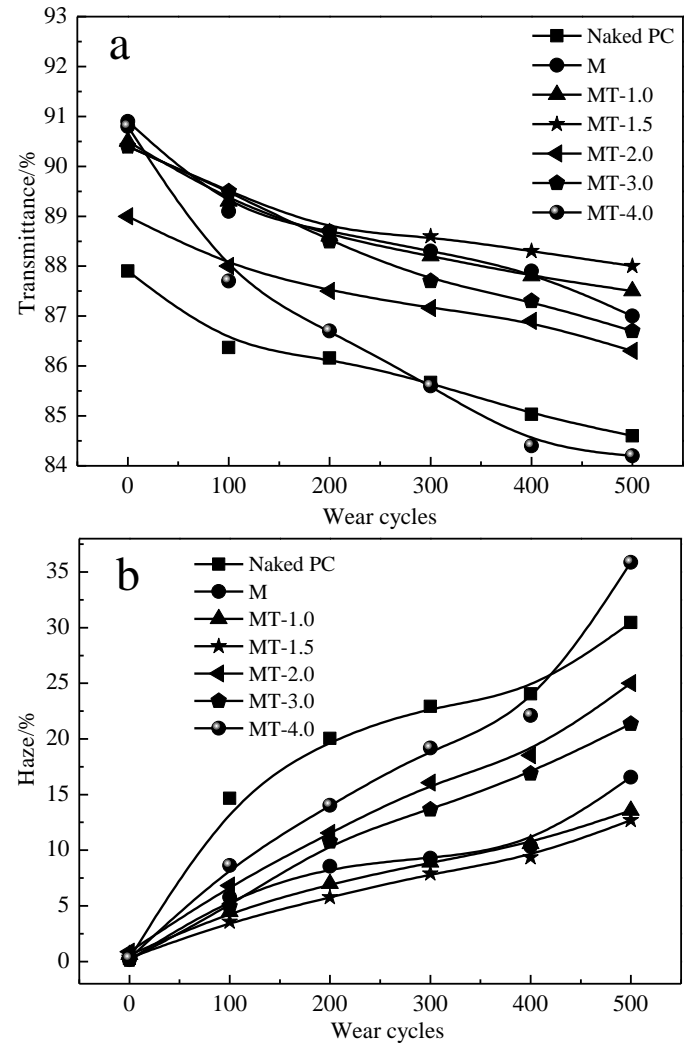 a
93
92
91
90
89
88
87
86
85
84
Transmittance/%
Naked PC
M
MT-1.0
MT-1.5
MT-2.0
MT-3.0
MT-4.0
0 100 200 300 400 500
Wear cycles
b
35
30
25
20
15
10
5
0
Haze/%
Naked PC
M
MT-1.0
MT-1.5
MT-2.0
MT-3.0
MT-4.0
0 100 200 300 400 500
Wear cycles